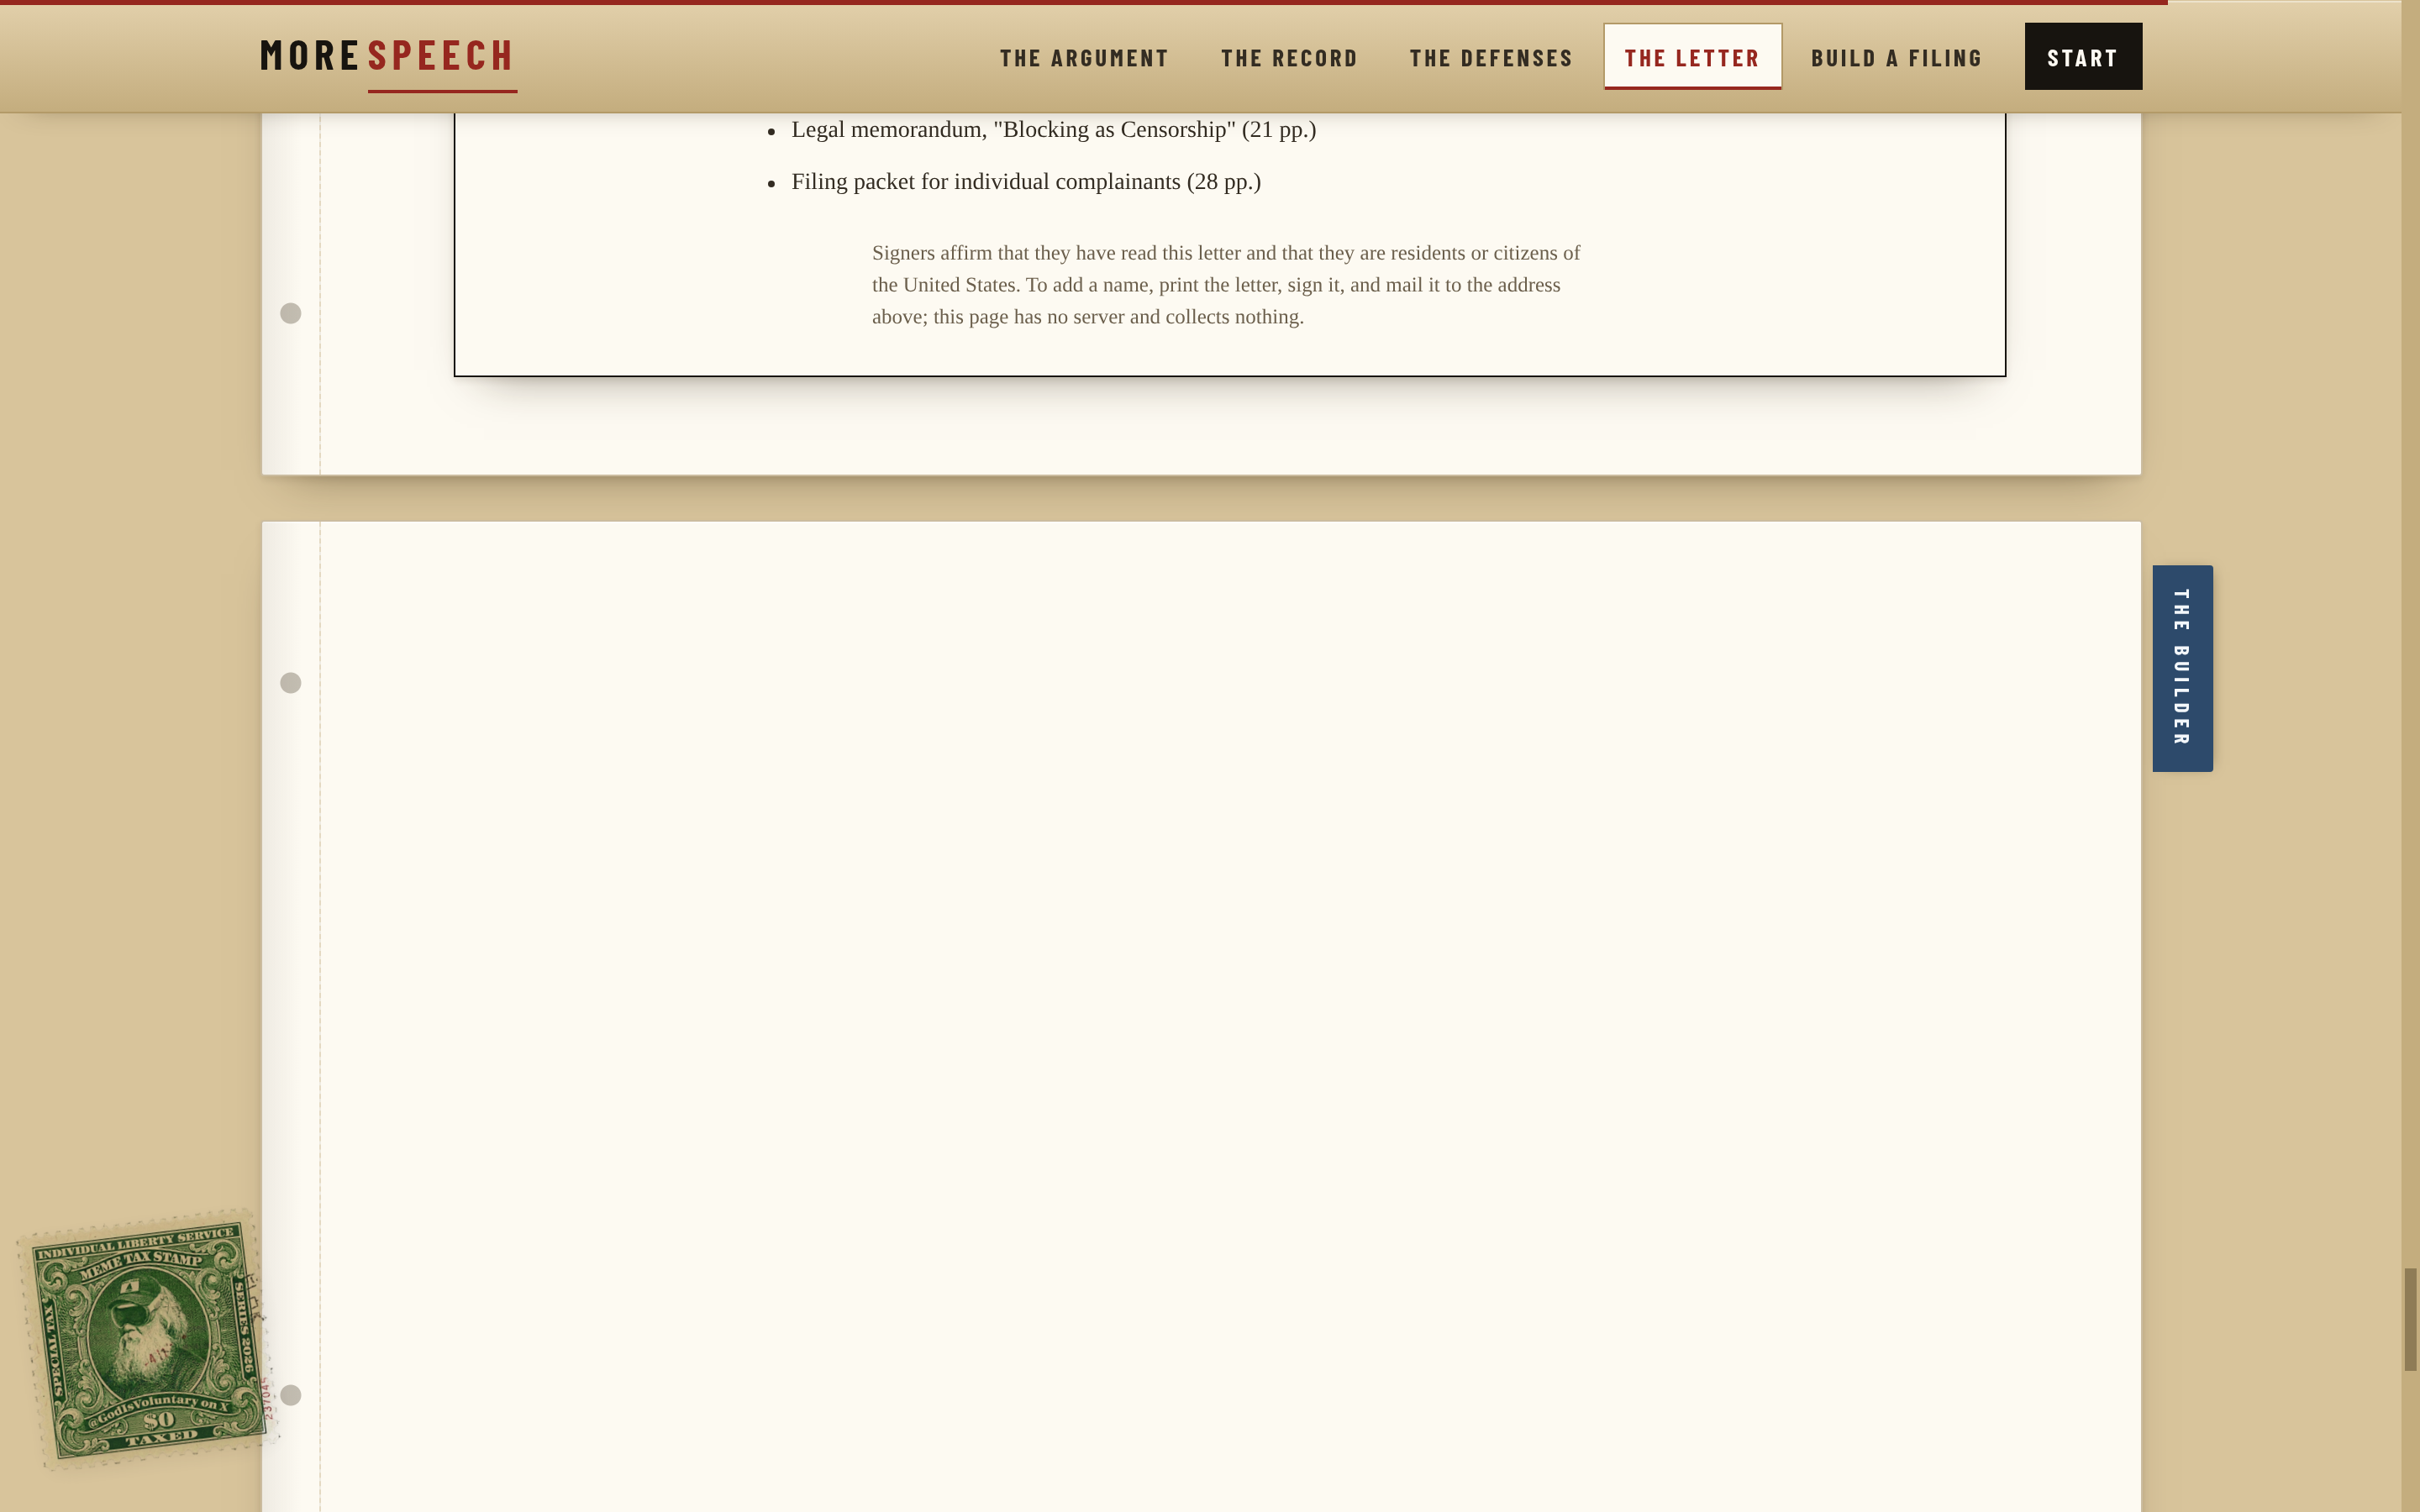 MORE SPEECH
THE ARGUMENT
THE RECORD
THE DEFENSES
THE LETTER
BUILD A FILING
START
• Legal memorandum, "Blocking as Censorship" (21 pp.)
• Filing packet for individual complainants (28 pp.)
Signers affirm that they have read this letter and that they are residents or citizens of
the United States. To add a name, print the letter, sign it, and mail it to the address
above; this page has no server and collects nothing.
THE BUILDER
INDIVIDUAL LIBERTY SERVICE
MEME TAX STAMP
SPECIAL TAX
SERIES 2026
@GodIsVoluntary on X
$0
TAXED